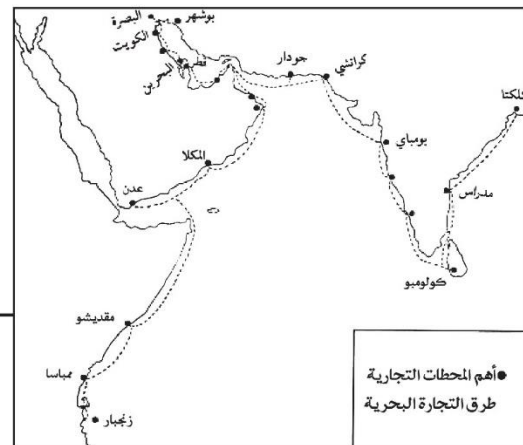 البصرة
بوشهر
الكويت
قطر
البحرين
جودار
كراتشي
كلكتا
بومباي
المكلا
عدن
مدراس
كولومبو
مقديشو
ممباسا
زنجبار
أهم المحطات التجارية
طرق التجارة البحرية